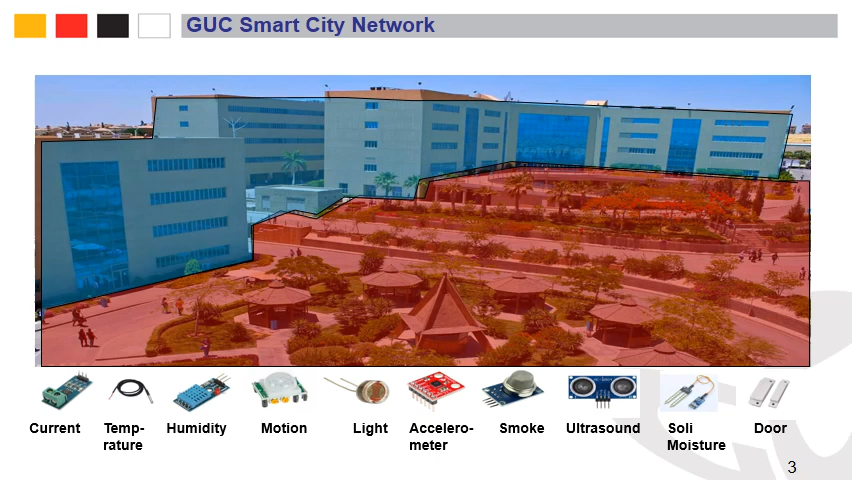 GUC Smart City Network
Current Temp- Humidity Motion Light Accelero- Smoke Ultrasound Soli Door
rature meter Moisture
3